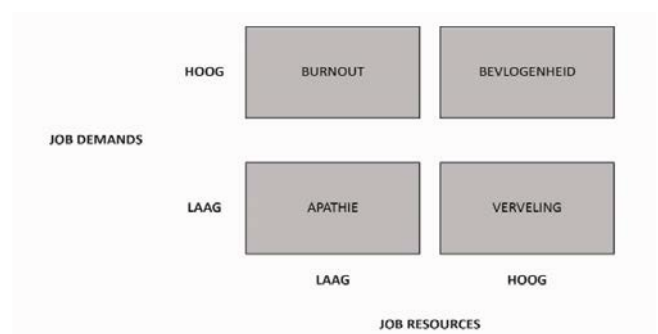 HOOG
BURNOUT
BEVLOGENHEID
JOB DEMANDS
LAAG
APATHIE
VERVELING
LAAG
HOOG
JOB RESOURCES